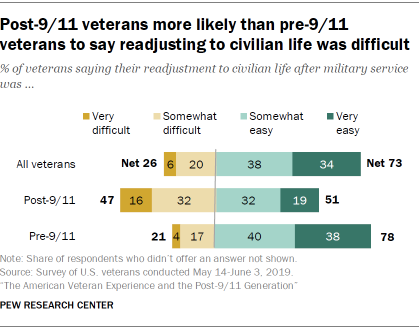 Post-9/11 veterans more likely than pre-9/11
veterans to say readjusting to civilian life was difficult
% of veterans saying their readjustment to civilian life after military service
was ...
Very difficult Somewhat difficult Somewhat easy Very easy
All veterans Net 26 6 20 38 34 Net 73
Post-9/11 47 16 32 32 19 51
Pre-9/11 21 4 17 40 38 78
Note: Share of respondents who didn't offer an answer not shown.
Source: Survey of U.S. veterans conducted May 14-June 3, 2019.
"The American Veteran Experience and the Post-9/11 Generation"
PEW RESEARCH CENTER